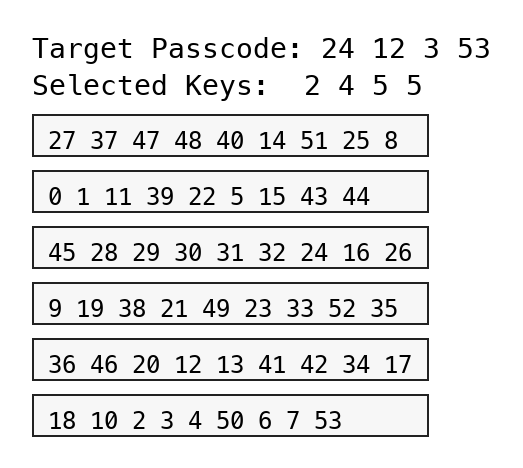 Target Passcode: 24 12 3 53
Selected Keys: 2 4 5 5
27 37 47 48 40 14 51 25 8
0 1 11 39 22 5 15 43 44
45 28 29 30 31 32 24 16 26
9 19 38 21 49 23 33 52 35
36 46 20 12 13 41 42 34 17
18 10 2 3 4 50 6 7 53